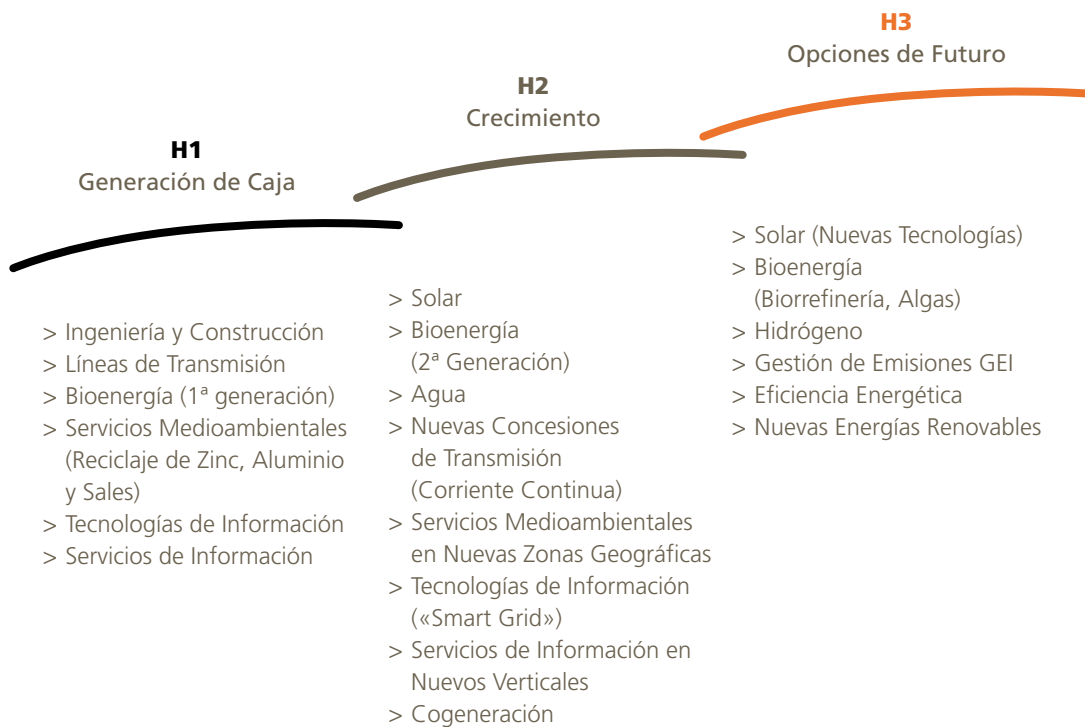 H1
Generación de Caja
> Ingeniería y Construcción
> Líneas de Transmisión
> Bioenergía (1ª generación)
> Servicios Medioambientales
(Reciclaje de Zinc, Aluminio
y Sales)
> Tecnologías de Información
> Servicios de Información
H2
Crecimiento
> Solar
> Bioenergía
(2ª Generación)
> Agua
> Nuevas Concesiones
de Transmisión
(Corriente Continua)
> Servicios Medioambientales
en Nuevas Zonas Geográficas
> Tecnologías de Información
(«Smart Grid»)
> Servicios de Información en
Nuevos Verticales
> Cogeneración
H3
Opciones de Futuro
> Solar (Nuevas Tecnologías)
> Bioenergía
(Biorrefinería, Algas)
> Hidrógeno
> Gestión de Emisiones GEI
> Eficiencia Energética
> Nuevas Energías Renovables